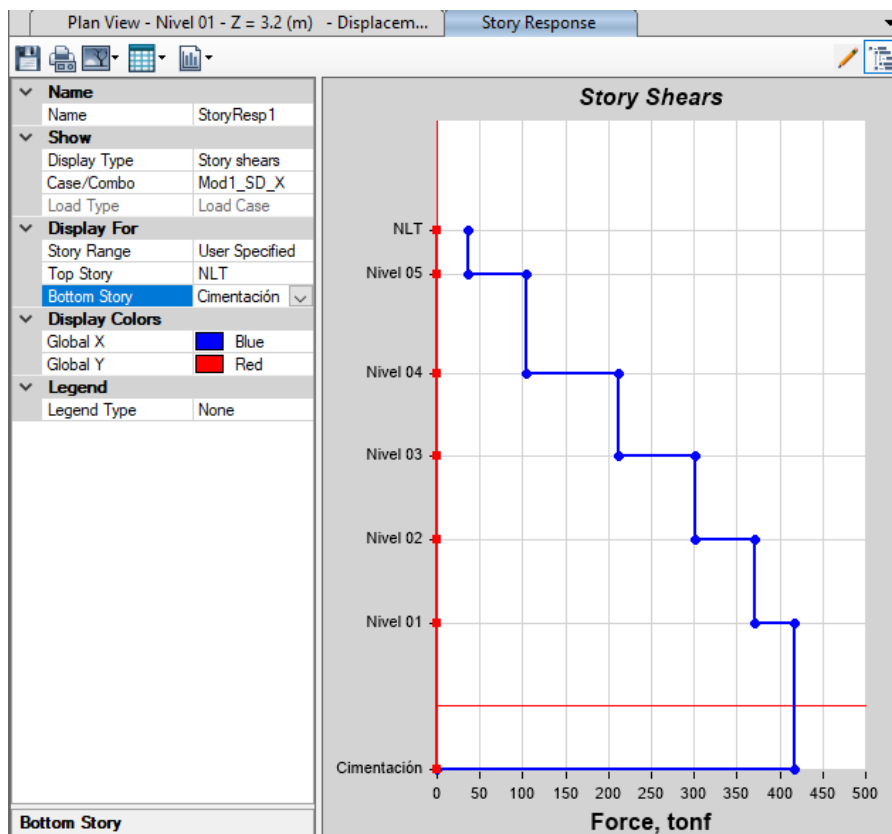 Plan View - Nivel 01 - Z = 3.2 (m) - Displacem...
Story Response
Name
Name StoryResp1
Show
Display Type Story shears
Case/Combo Mod1_SD_X
Load Type Load Case
Display For
Story Range User Specified
Top Story NLT
Bottom Story Cimentación
Display Colors
Global X Blue
Global Y Red
Legend
Legend Type None
Bottom Story
Story Shears
NLT
Nivel 05
Nivel 04
Nivel 03
Nivel 02
Nivel 01
Cimentación
0 50 100 150 200 250 300 350 400 450 500
Force, tonf